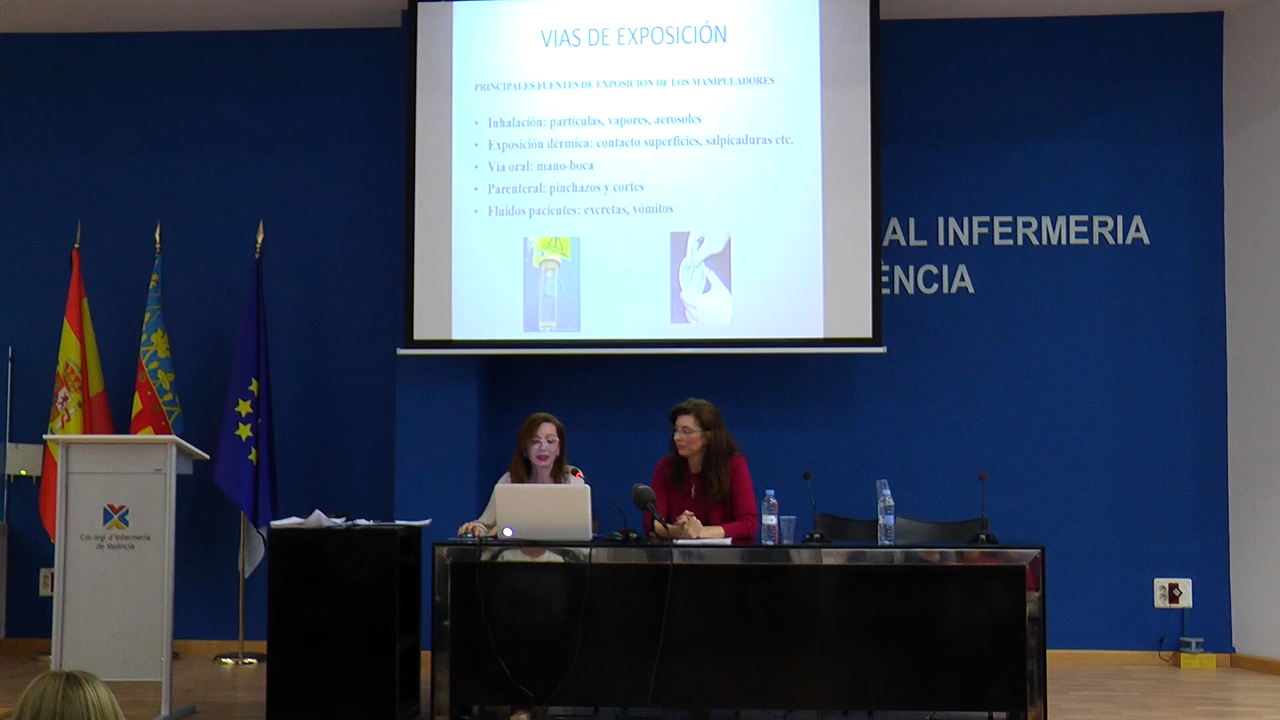 VIAS DE EXPOSICIÓN
PRINCIPALES FUENTES DE EXPOSICION DE LOS MANIPULADORES
• Inhalación: partículas, vapores, aerosoles
• Exposición dérmica: contacto superficies, salpicaduras etc.
• Vía oral: mano-boca
• Parenteral: pinchazos y cortes
• Fluidos pacientes: excretas, vómitos
AL INFERMERIA
ÈNCIA
Col·legi d'Infermeria
de València